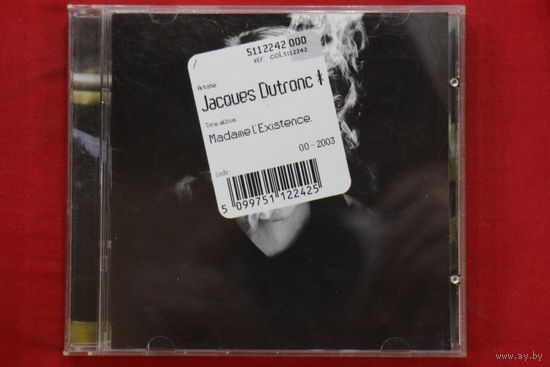 5112242 000
REF. COL5112242
Artiste:
Jacques Dutronc
Titre album:
Madame l'Existence.
00-2003
code:
5 099751 122425
www.ay.by